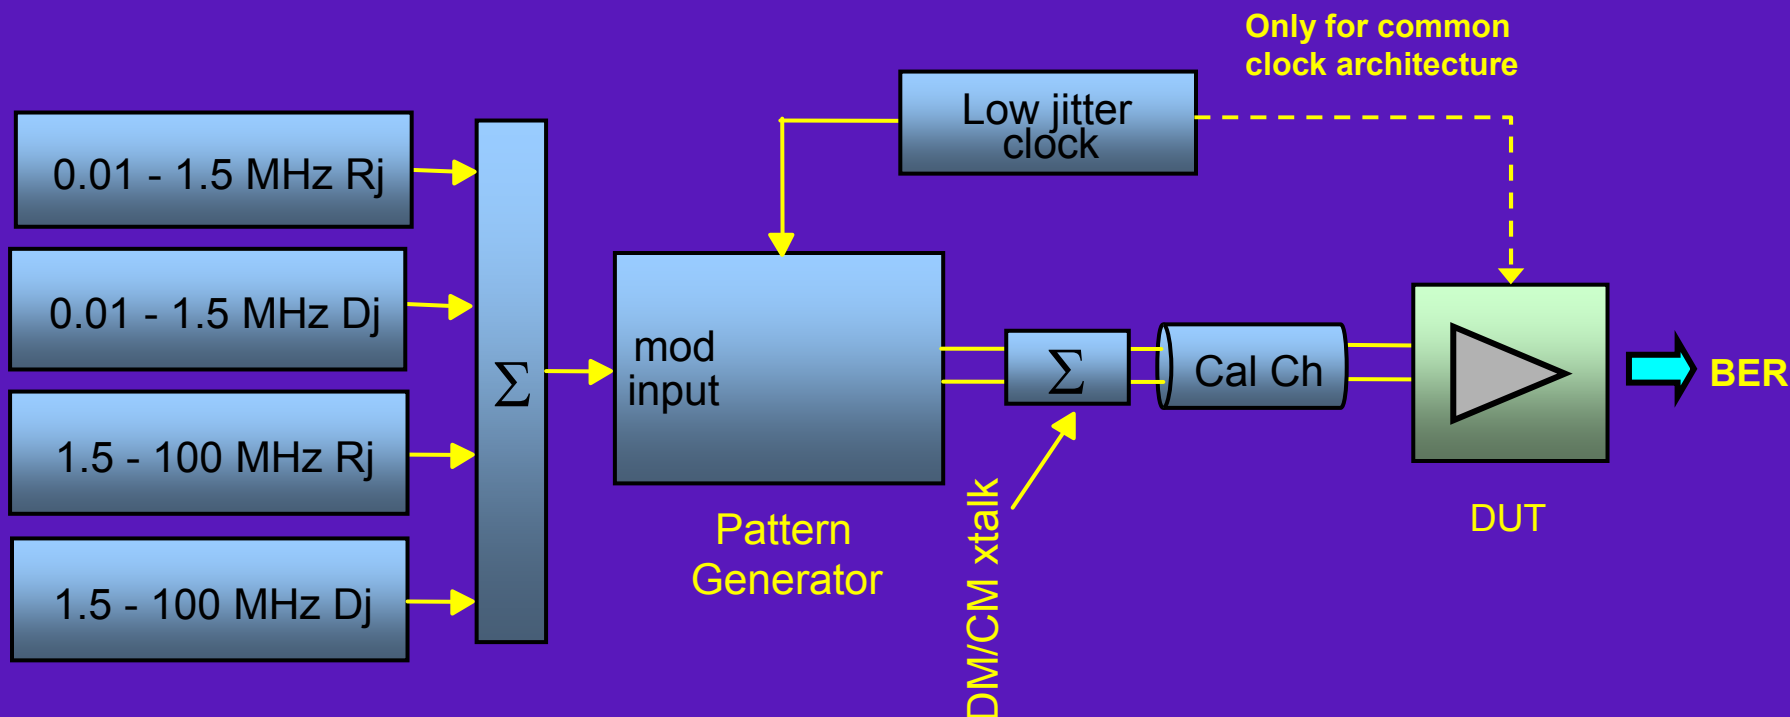 Only for common
clock architecture
Low jitter
clock
0.01 - 1.5 MHz Rj
0.01 - 1.5 MHz Dj
1.5 - 100 MHz Rj
1.5 - 100 MHz Dj
Σ
mod
input
Pattern
Generator
Σ
DM/CM xtalk
Cal Ch
DUT
BER